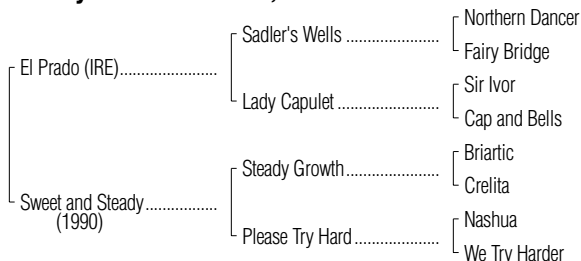 Northern Dancer
Sadler's Wells ....................
Fairy Bridge
El Prado (IRE).....................
Sir Ivor
Lady Capulet ......................
Cap and Bells
Briartic
Steady Growth....................
Crelita
Sweet and Steady................
(1990)
Nashua
Please Try Hard ..................
We Try Harder